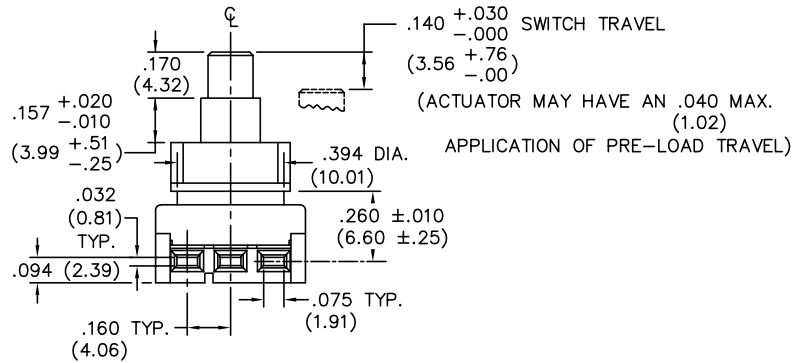 ℄
.140 +.030 -.000 SWITCH TRAVEL
(3.56 +.76 -.00)
(ACTUATOR MAY HAVE AN .040 MAX.
(1.02)
APPLICATION OF PRE-LOAD TRAVEL)
.170
(4.32)
.157 +.020 -.010
(3.99 +.51 -.25)
.394 DIA.
(10.01)
.032
(0.81)
TYP.
.260 ±.010
(6.60 ±.25)
.094 (2.39)
.075 TYP.
(1.91)
.160 TYP.
(4.06)